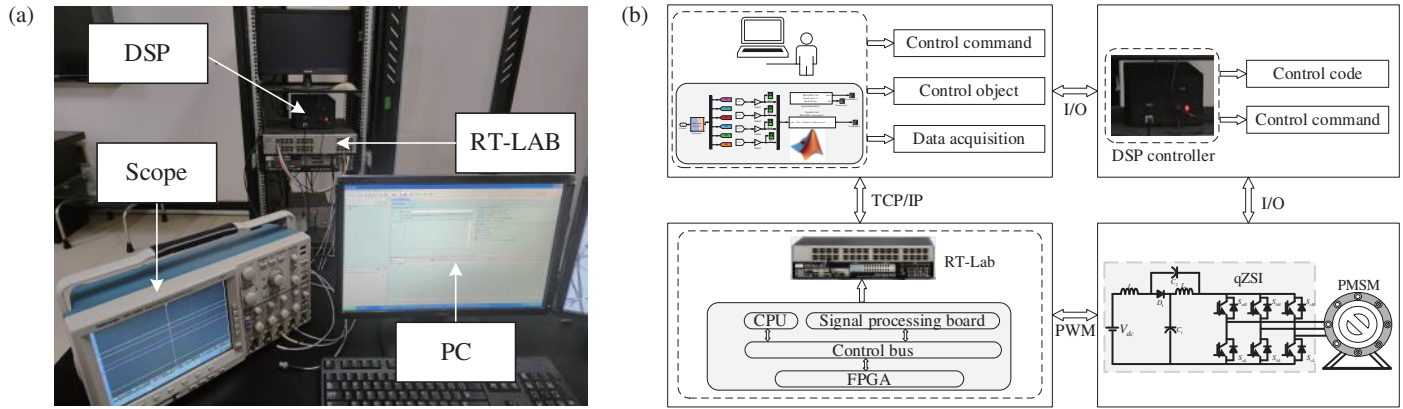 (a)
DSP
RT-LAB
Scope
PC
(b)
Control command
Control object
Data acquisition
I/O
Control code
Control command
DSP controller
TCP/IP
I/O
RT-Lab
CPU
Signal processing board
Control bus
FPGA
PWM
qZSI
PMSM
V_dc